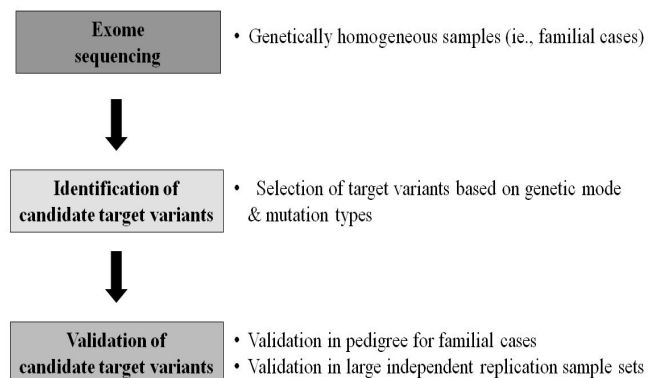 Exome
sequencing
• Genetically homogeneous samples (ie., familial cases)
Identification of
candidate target variants
• Selection of target variants based on genetic mode
& mutation types
Validation of
candidate target variants
• Validation in pedigree for familial cases
• Validation in large independent replication sample sets